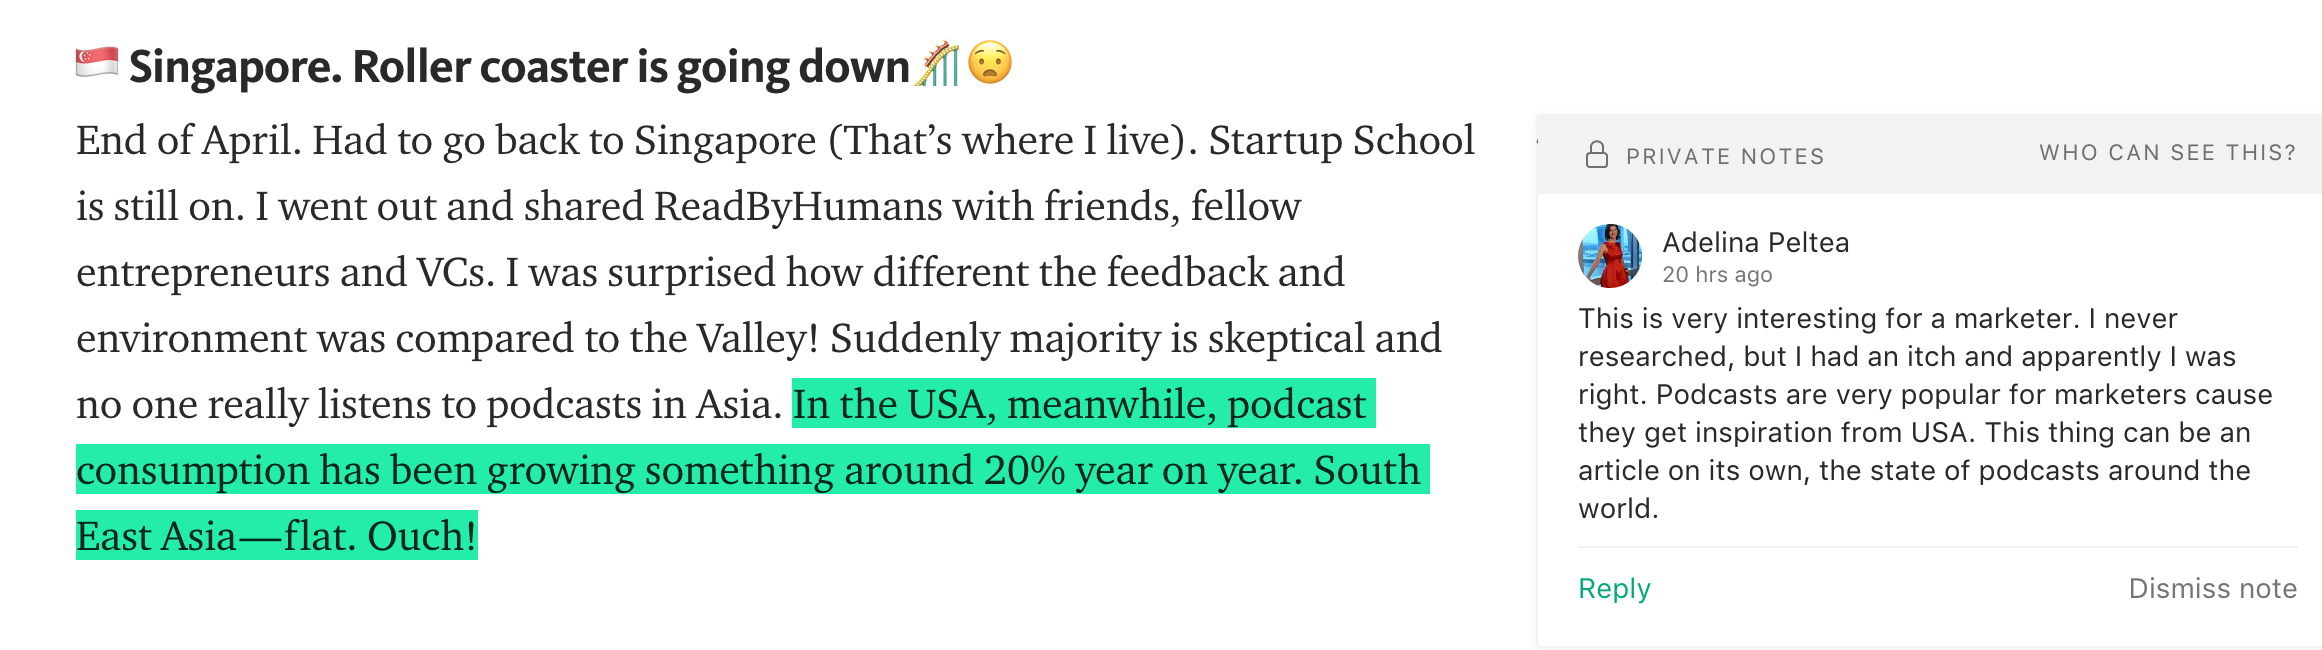 🇸🇬 Singapore. Roller coaster is going down🎢😧
End of April. Had to go back to Singapore (That’s where I live). Startup School
is still on. I went out and shared ReadByHumans with friends, fellow
entrepreneurs and VCs. I was surprised how different the feedback and
environment was compared to the Valley! Suddenly majority is skeptical and
no one really listens to podcasts in Asia. In the USA, meanwhile, podcast
consumption has been growing something around 20% year on year. South
East Asia—flat. Ouch!
PRIVATE NOTES
WHO CAN SEE THIS?
Adelina Peltea
20 hrs ago
This is very interesting for a marketer. I never
researched, but I had an itch and apparently I was
right. Podcasts are very popular for marketers cause
they get inspiration from USA. This thing can be an
article on its own, the state of podcasts around the
world.
Reply
Dismiss note